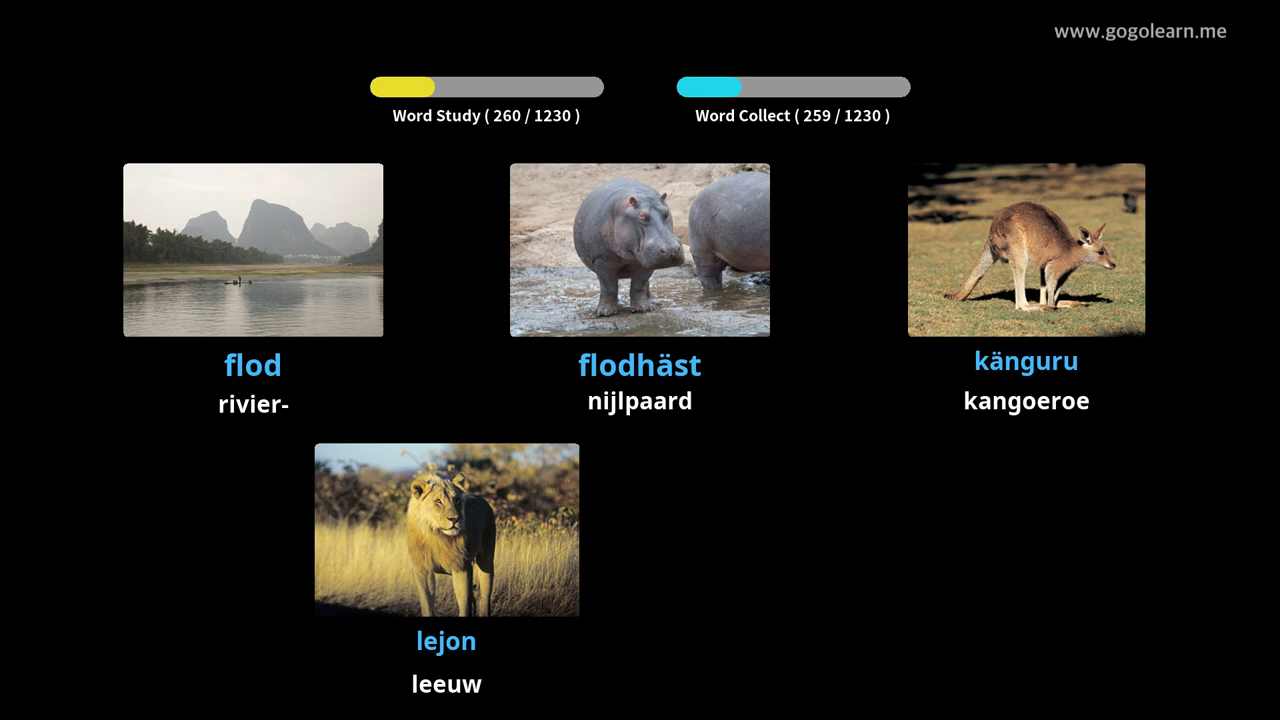 www.gogolearn.me
Word Study ( 260 / 1230 )
Word Collect ( 259 / 1230 )
flod
rivier-
flodhäst
nijlpaard
känguru
kangoeroe
lejon
leeuw